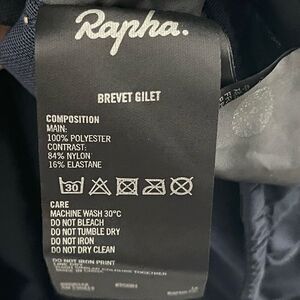 Rapha.
BREVET GILET
COMPOSITION
MAIN:
100% POLYESTER
CONTRAST:
84% NYLON
16% ELASTANE
30
CARE
MACHINE WASH 30°C
DO NOT BLEACH
DO NOT TUMBLE DRY
DO NOT IRON
DO NOT DRY CLEAN
DO NOT IRON PRINT